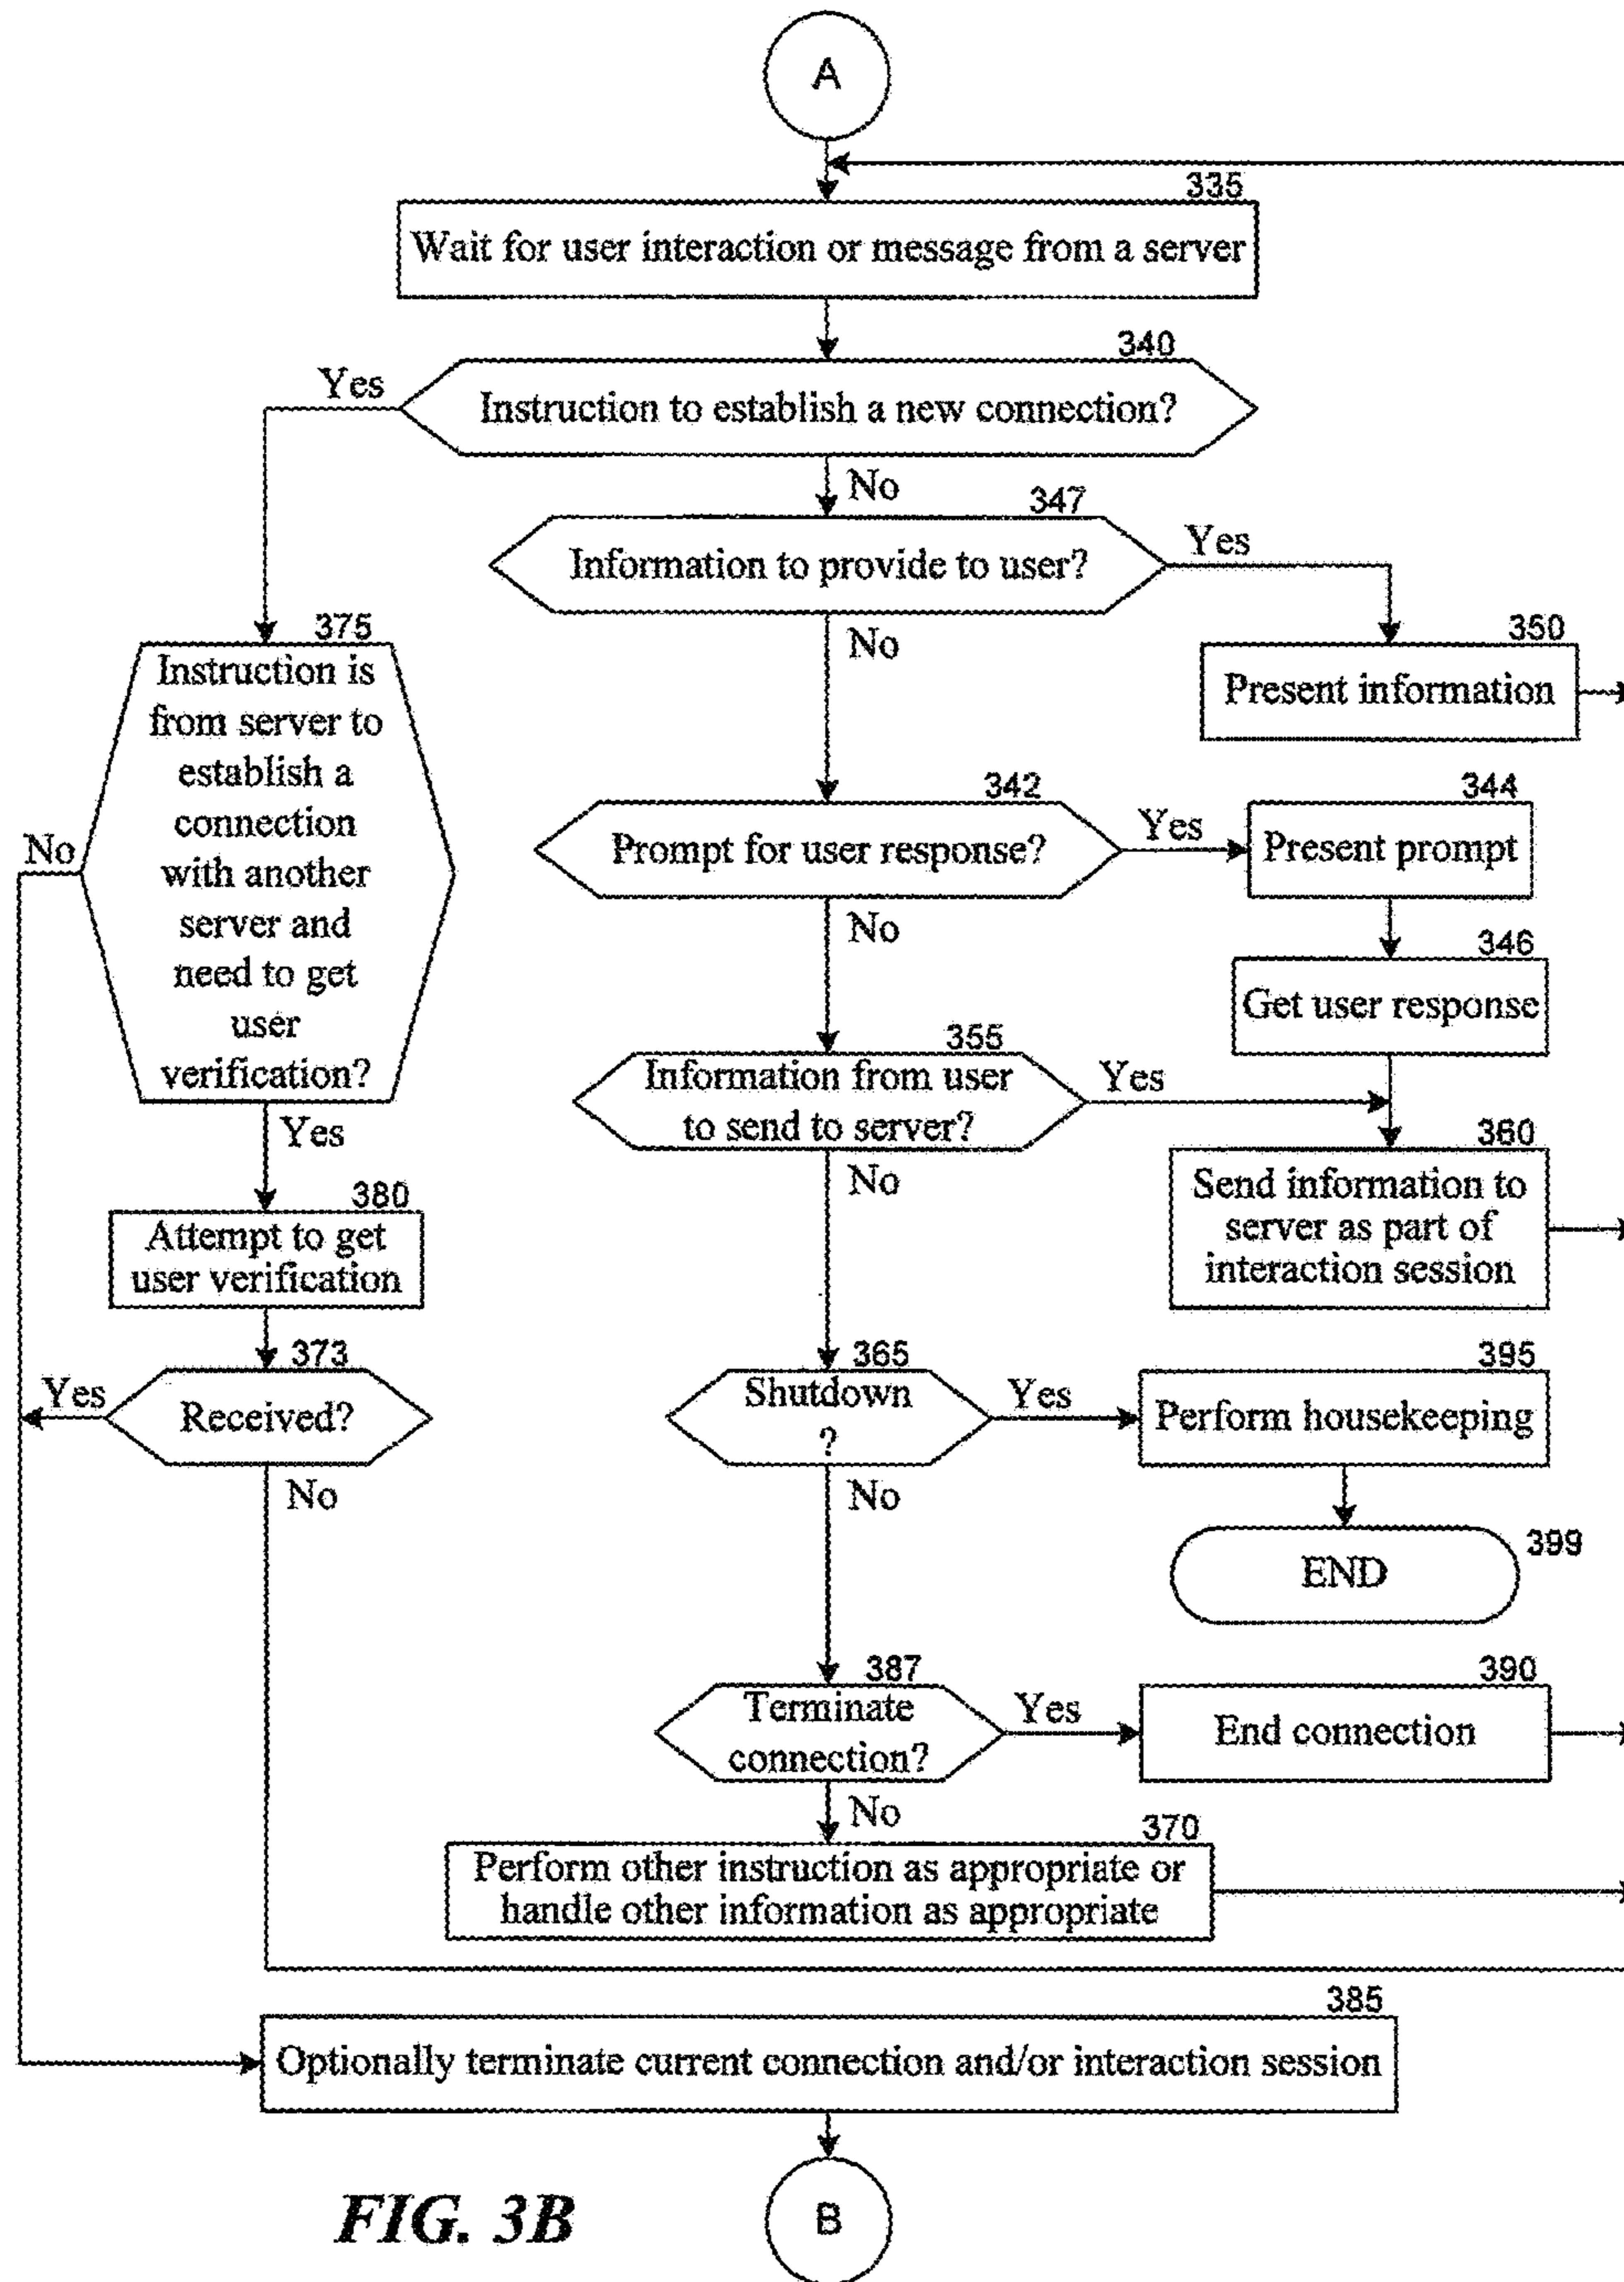 A
335
Wait for user interaction or message from a server
340
Yes
Instruction to establish a new connection?
No
347
Information to provide to user?
Yes
No
350
Present information
375
Instruction is
from server to
establish a
connection
with another
server and
need to get
user
verification?
No
Yes
342
Prompt for user response?
Yes
344
Present prompt
No
346
Get user response
355
Information from user
to send to server?
Yes
No
360
Send information to
server as part of
interaction session
380
Attempt to get
user verification
373
Received?
Yes
No
365
Shutdown
?
Yes
395
Perform housekeeping
No
399
END
387
Terminate
connection?
Yes
390
End connection
No
370
Perform other instruction as appropriate or
handle other information as appropriate
385
Optionally terminate current connection and/or interaction session
B
FIG. 3B